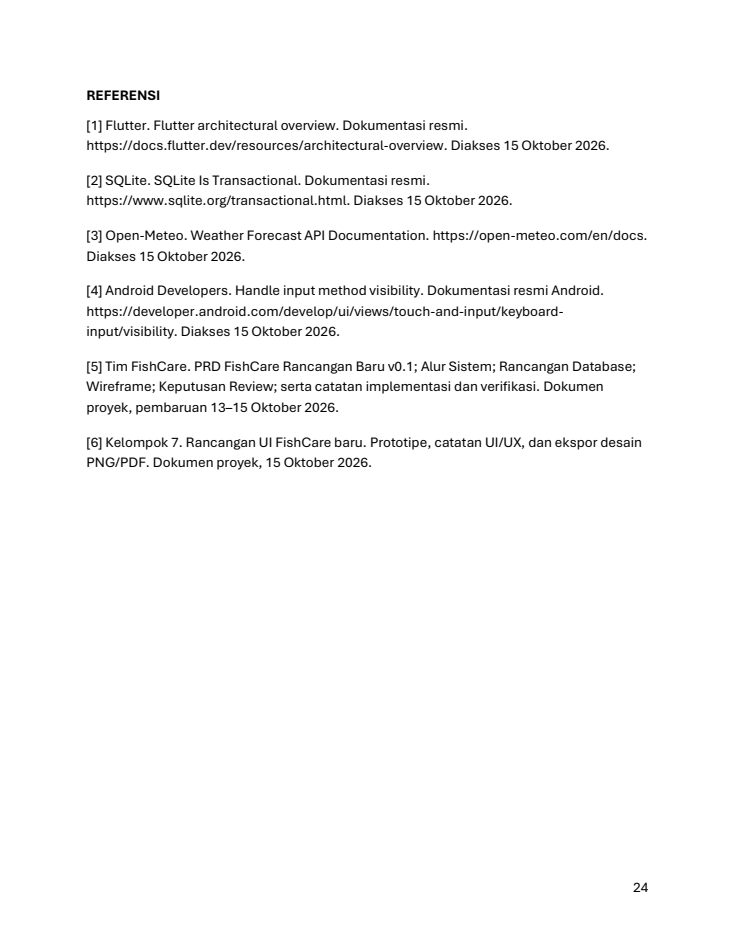 REFERENSI
[1] Flutter. Flutter architectural overview. Dokumentasi resmi.
https://docs.flutter.dev/resources/architectural-overview. Diakses 15 Oktober 2026.
[2] SQLite. SQLite Is Transactional. Dokumentasi resmi.
https://www.sqlite.org/transactional.html. Diakses 15 Oktober 2026.
[3] Open-Meteo. Weather Forecast API Documentation. https://open-meteo.com/en/docs.
Diakses 15 Oktober 2026.
[4] Android Developers. Handle input method visibility. Dokumentasi resmi Android.
https://developer.android.com/develop/ui/views/touch-and-input/keyboard-
input/visibility. Diakses 15 Oktober 2026.
[5] Tim FishCare. PRD FishCare Rancangan Baru v0.1; Alur Sistem; Rancangan Database;
Wireframe; Keputusan Review; serta catatan implementasi dan verifikasi. Dokumen
proyek, pembaruan 13–15 Oktober 2026.
[6] Kelompok 7. Rancangan UI FishCare baru. Prototipe, catatan UI/UX, dan ekspor desain
PNG/PDF. Dokumen proyek, 15 Oktober 2026.
24